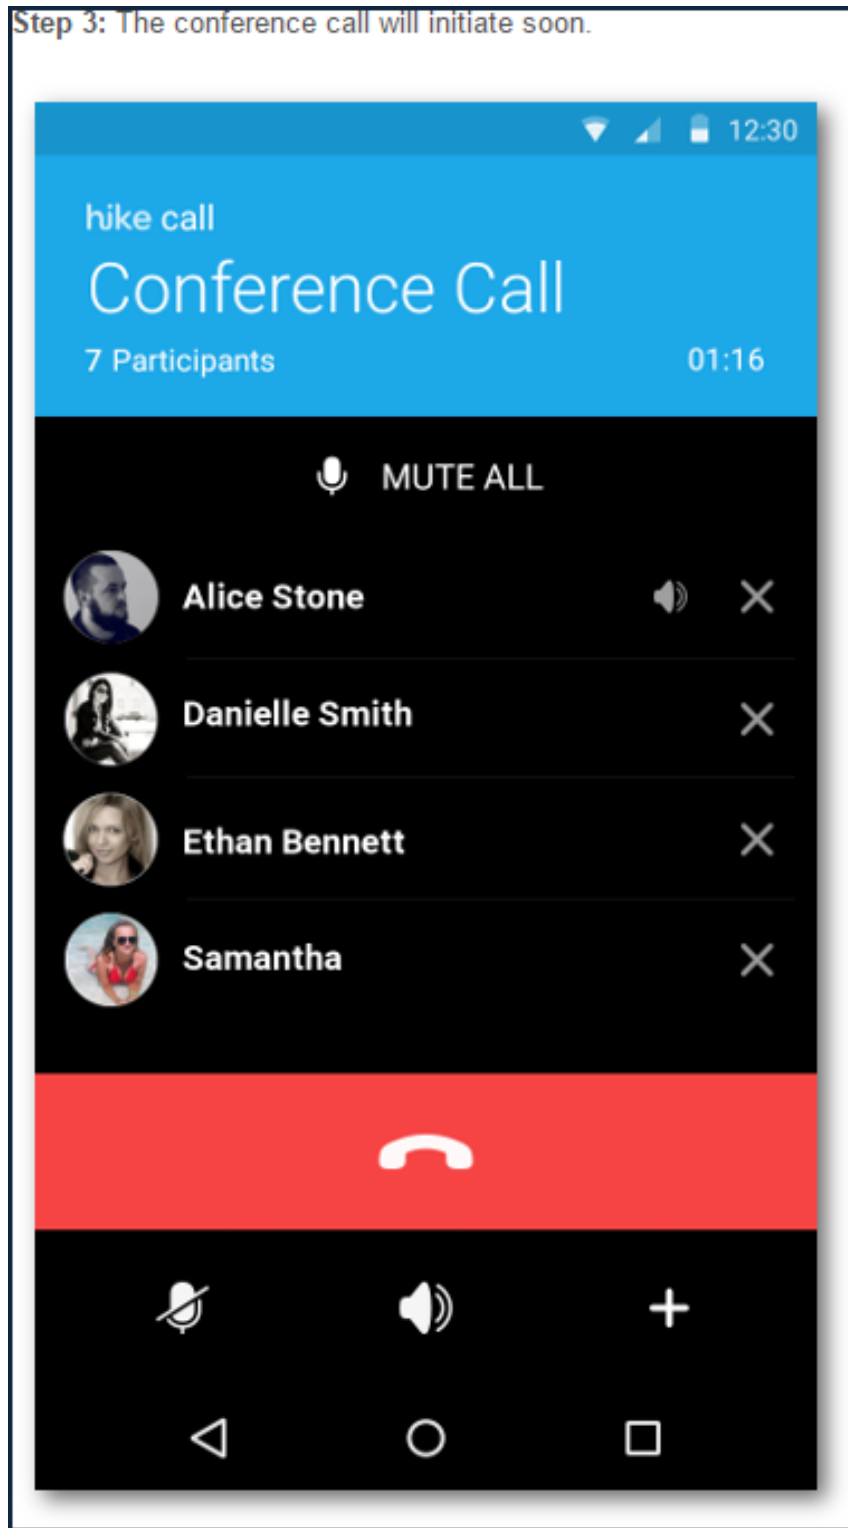 Step 3: The conference call will initiate soon.
12:30
hike call
Conference Call
7 Participants 01:16
MUTE ALL
Alice Stone
Danielle Smith
Ethan Bennett
Samantha